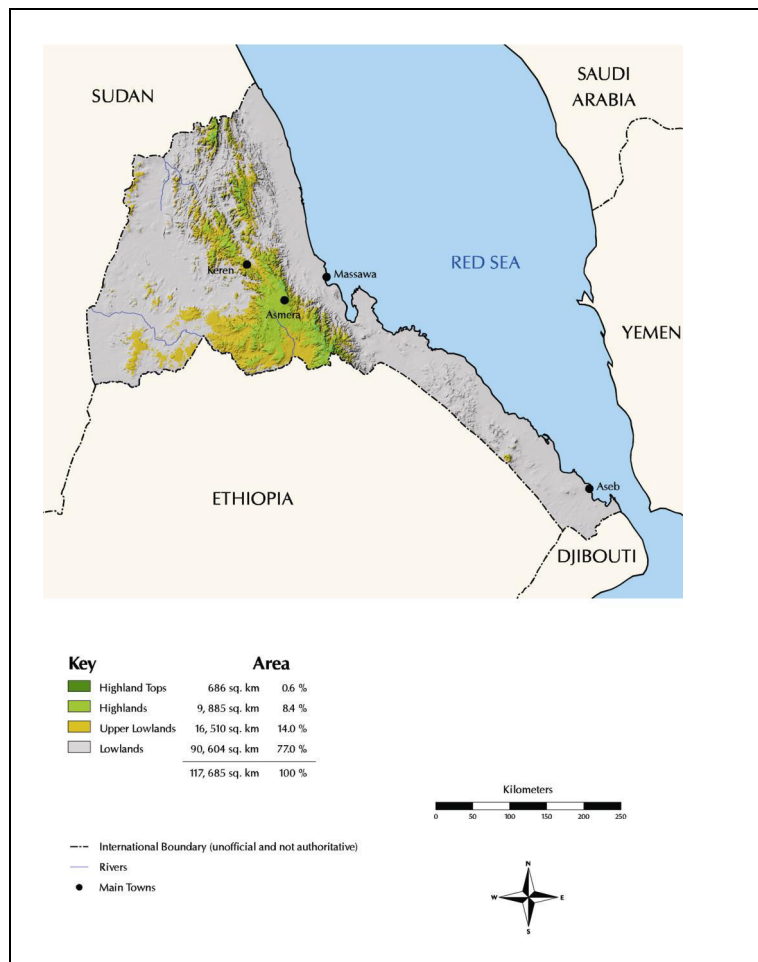 SUDAN
SAUDI
ARABIA
RED SEA
Keren
Massawa
Asmera
YEMEN
ETHIOPIA
Aseb
DJIBOUTI
Key Area
Highland Tops 686 sq. km 0.6 %
Highlands 9, 885 sq. km 8.4 %
Upper Lowlands 16, 510 sq. km 14.0 %
Lowlands 90, 604 sq. km 77.0 %
117,685 sq. km 100 %
Kilometers
0 50 100 150 200 250
International Boundary (unofficial and not authoritative)
Rivers
Main Towns
N
W E
S